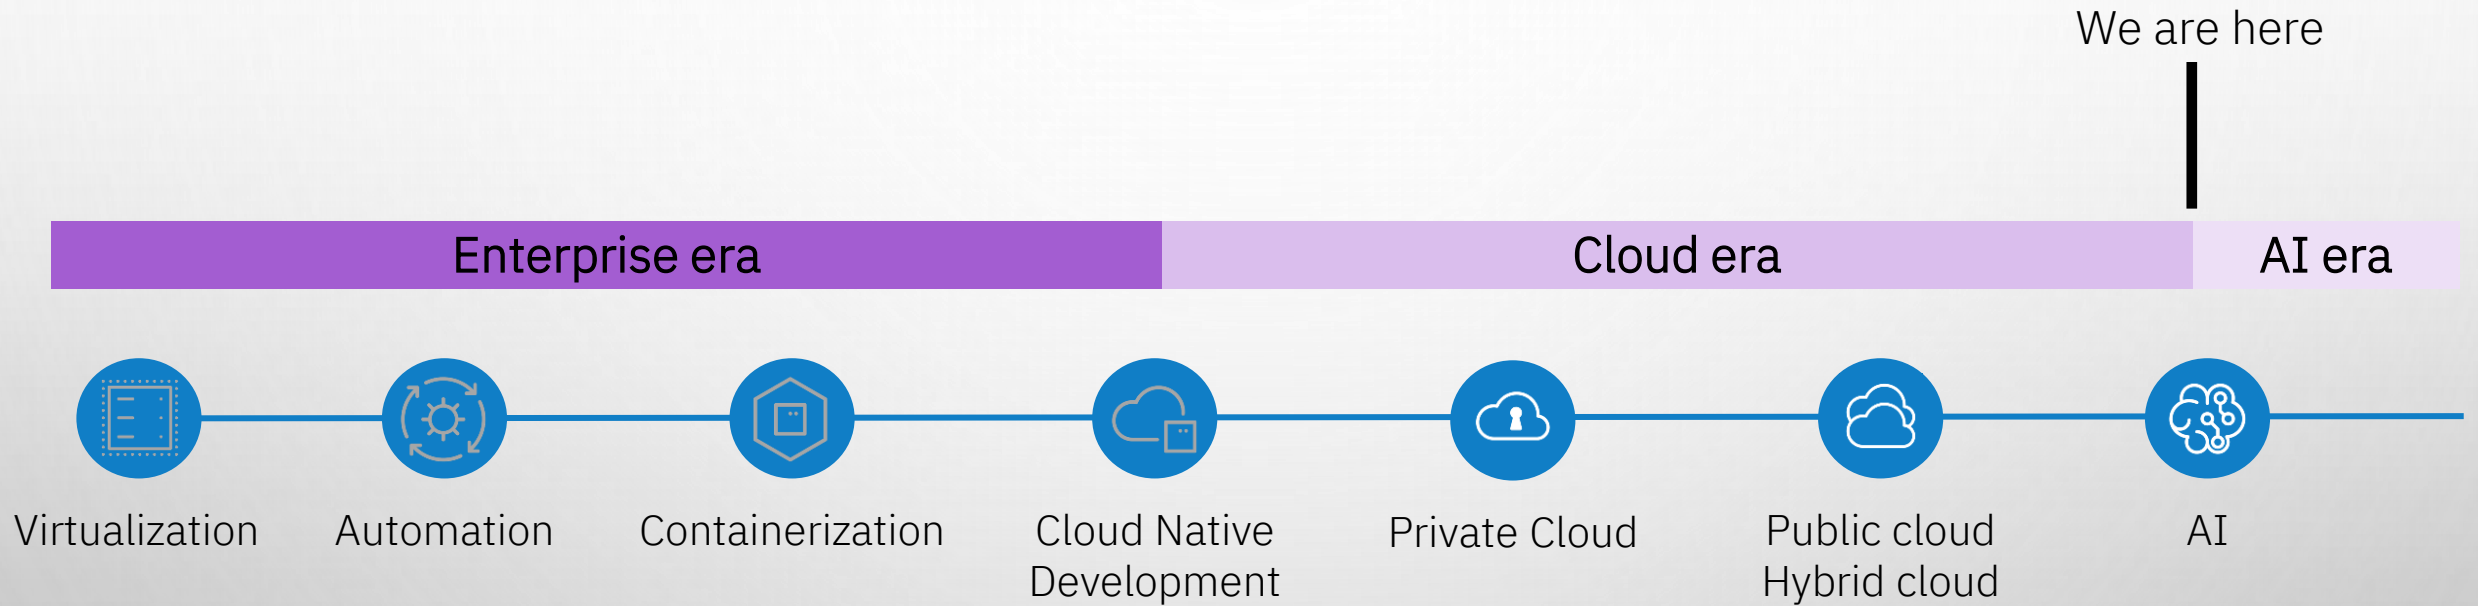 We are here
Enterprise era
Cloud era
AI era
Virtualization
Automation
Containerization
Cloud Native
Development
Private Cloud
Public cloud
Hybrid cloud
AI